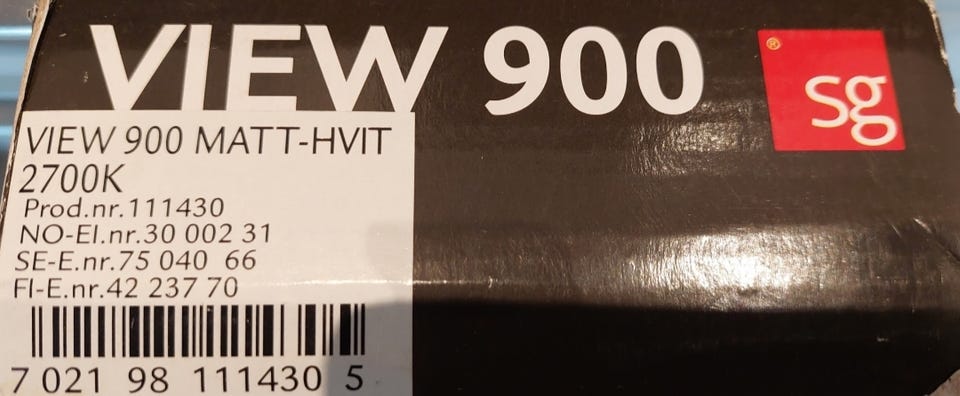 VIEW 900
® sg
VIEW 900 MATT-HVIT
2700K
Prod.nr.111430
NO-El.nr.30 002 31
SE-E.nr.75 040 66
FI-E.nr.42 237 70
7 021 98 111430 5